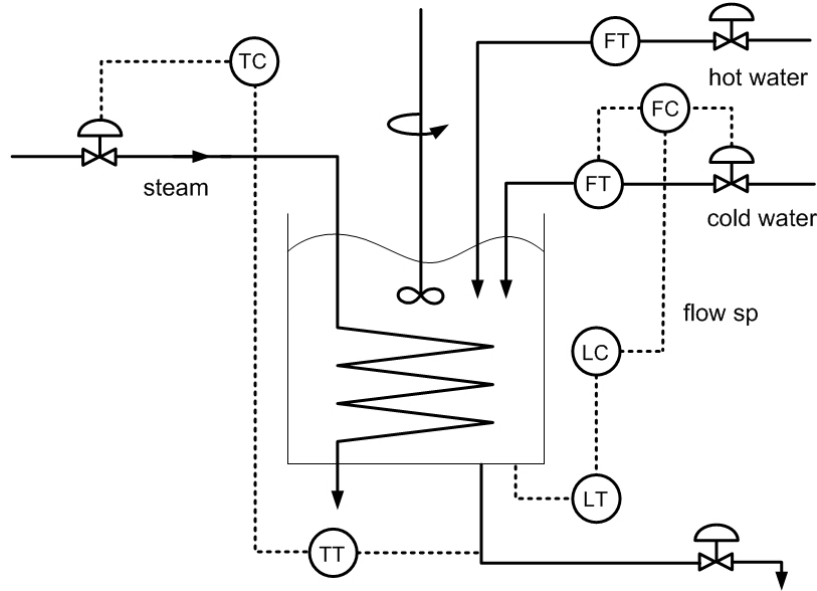 TC
FT
hot water
FC
FT
steam
cold water
flow sp
LC
LT
TT